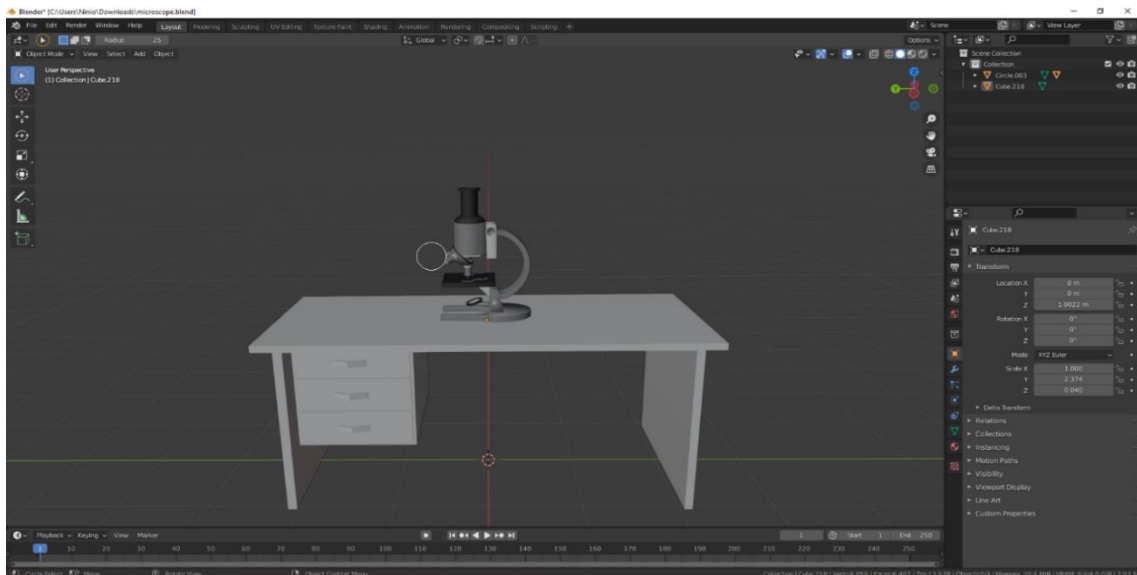 Blender* [C:\Users\Ninio\Downloads\microscope.blend]
File Edit Render Window Help Layout Modeling Sculpting UV Editing Texture Paint Shading Animation Rendering Compositing Scripting + Scene View Layer
Radius 25 Global Options
Object Mode View Select Add Object
User Perspective
(1) Collection | Cube.218
Scene Collection
Collection
Circle.003
Cube.218
Cube.218
Cube.218
Transform
Location X 0 m
Y 0 m
Z 1.9022 m
Rotation X 0°
Y 0°
Z 0°
Mode XYZ Euler
Scale X 1.000
Y 2.374
Z 0.040
Delta Transform
Relations
Collections
Instancing
Motion Paths
Visibility
Viewport Display
Line Art
Custom Properties
Playback Keying View Marker 1 Start 1 End 250
1 10 20 30 40 50 60 70 80 90 100 110 120 130 140 150 160 170 180 190 200 210 220 230 240 250
Circle Select Move Rotate View Object Context Menu